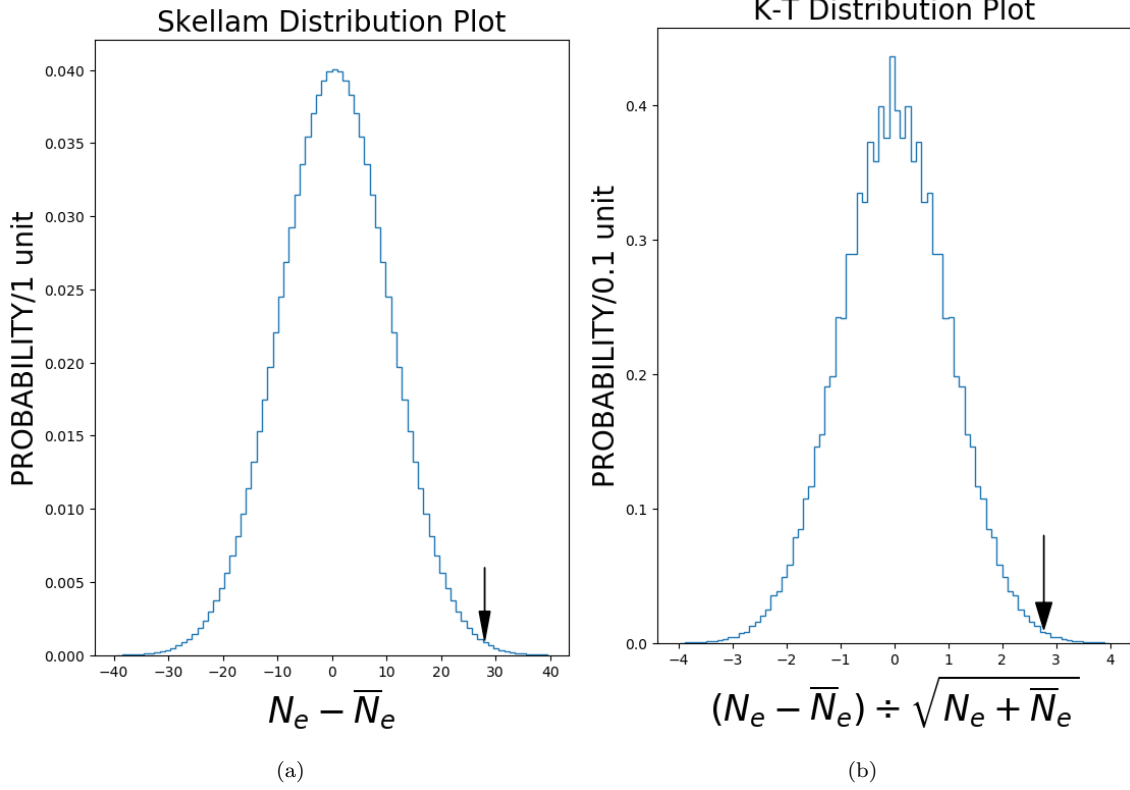 Skellam Distribution Plot
PROBABILITY/1 unit
0.040
0.035
0.030
0.025
0.020
0.015
0.010
0.005
0.000
−40 −30 −20 −10 0 10 20 30 40
N_e − N̅_e
(a)
K-T Distribution Plot
PROBABILITY/0.1 unit
0.4
0.3
0.2
0.1
0.0
−4 −3 −2 −1 0 1 2 3 4
(N_e − N̅_e) ÷ √(N_e + N̅_e)
(b)